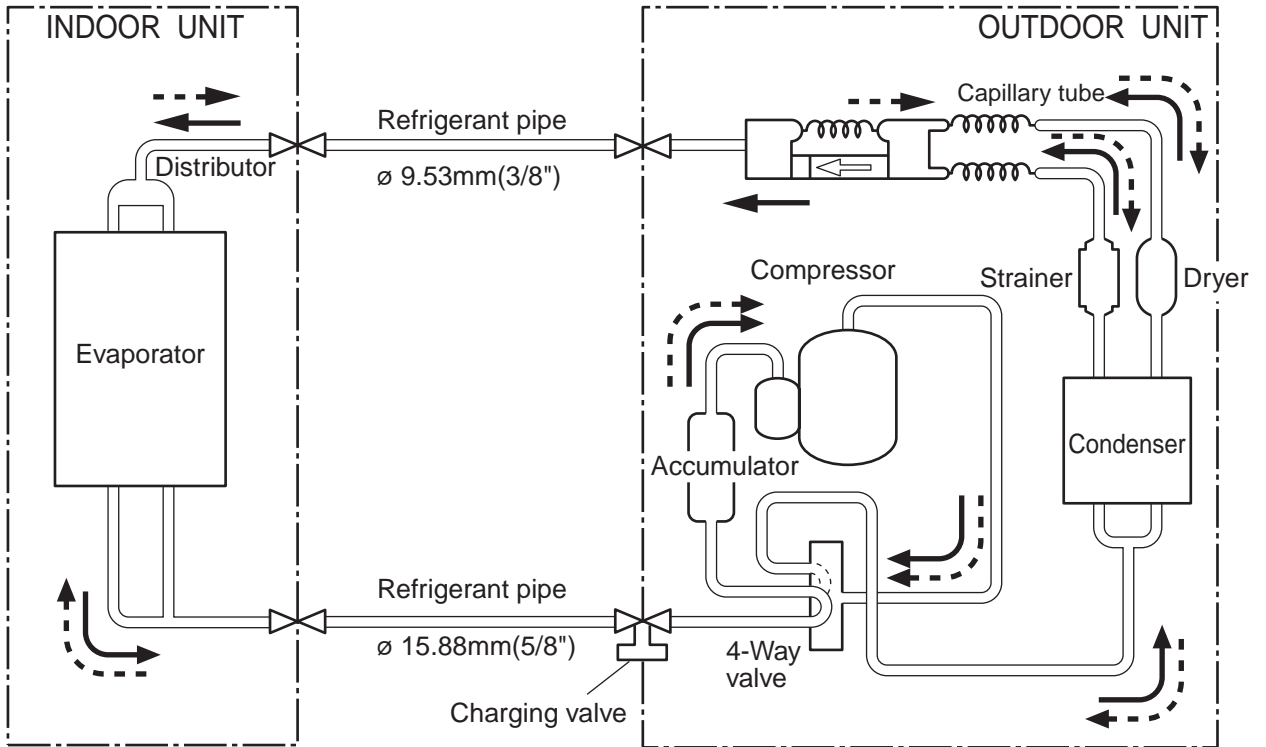 INDOOR UNIT
OUTDOOR UNIT
Capillary tube
Refrigerant pipe
Distributor
ø 9.53mm(3/8")
Compressor
Strainer
Dryer
Evaporator
Condenser
Accumulator
Refrigerant pipe
ø 15.88mm(5/8")
4-Way
valve
Charging valve